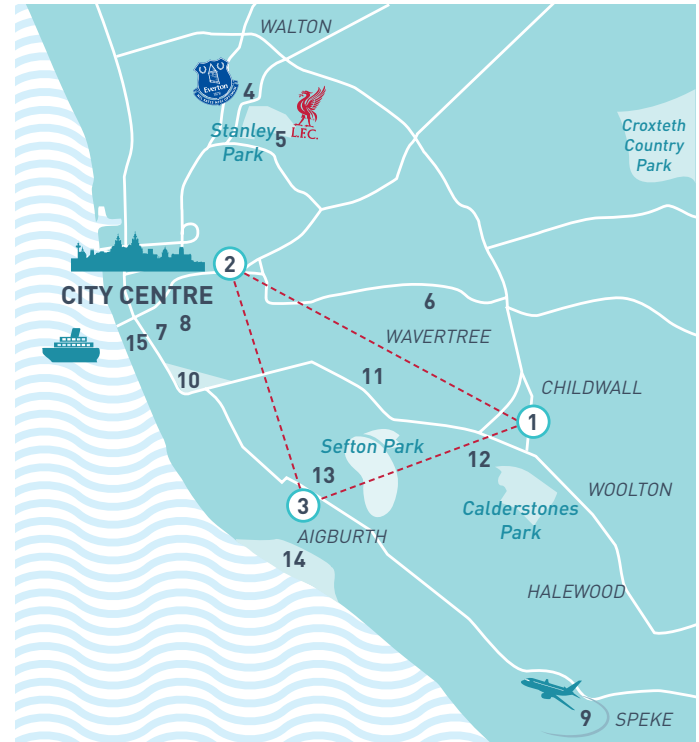 WALTON
Everton
4
5
L.F.C.
Stanley
Park
Croxteth
Country
Park
2
CITY CENTRE
6
15
7
8
WAVERTREE
10
11
CHILDWALL
1
Sefton Park
12
13
3
WOOLTON
Calderstones
Park
AIGBURTH
14
HALEWOOD
9
SPEKE